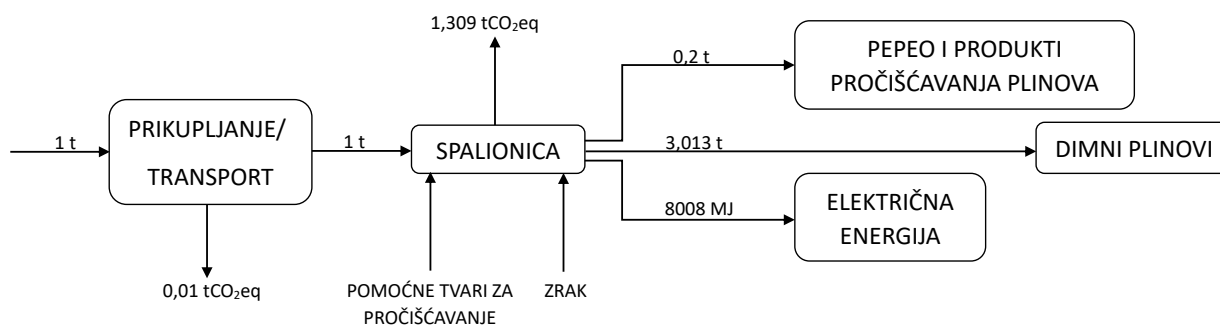 1,309 tCO₂eq
0,2 t
PEPEO I PRODUKTI
PROČIŠĆAVANJA PLINOVA
1 t
PRIKUPLJANJE/
TRANSPORT
1 t
SPALIONICA
3,013 t
DIMNI PLINOVI
8008 MJ
ELEKTRIČNA
ENERGIJA
0,01 tCO₂eq
POMOĆNE TVARI ZA
PROČIŠĆAVANJE
ZRAK